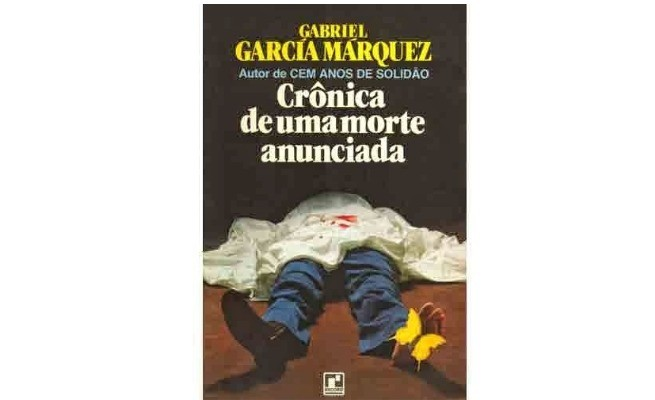 GABRIEL
GARCÍA MÁRQUEZ
Autor de CEM ANOS DE SOLIDÃO
Crônica
de uma morte
anunciada